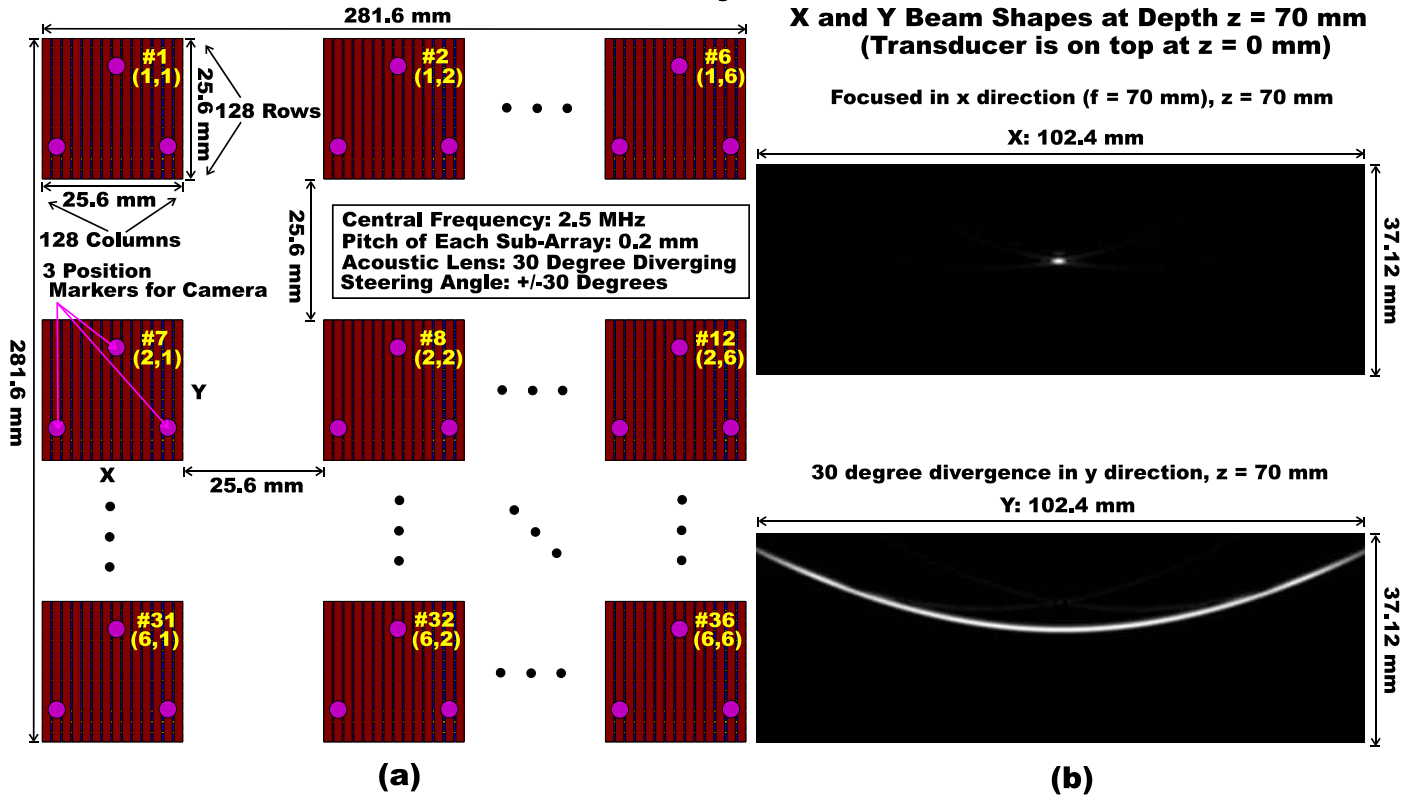 281.6 mm
#1
(1,1)
25.6 mm
128 Rows
#2
(1,2)
#6
(1,6)
25.6 mm
128 Columns
25.6 mm
Central Frequency: 2.5 MHz
Pitch of Each Sub-Array: 0.2 mm
Acoustic Lens: 30 Degree Diverging
Steering Angle: +/-30 Degrees
3 Position
Markers for Camera
281.6 mm
#7
(2,1)
Y
X
#8
(2,2)
#12
(2,6)
25.6 mm
#31
(6,1)
#32
(6,2)
#36
(6,6)
(a)
X and Y Beam Shapes at Depth z = 70 mm
(Transducer is on top at z = 0 mm)
Focused in x direction (f = 70 mm), z = 70 mm
X: 102.4 mm
37.12 mm
30 degree divergence in y direction, z = 70 mm
Y: 102.4 mm
37.12 mm
(b)